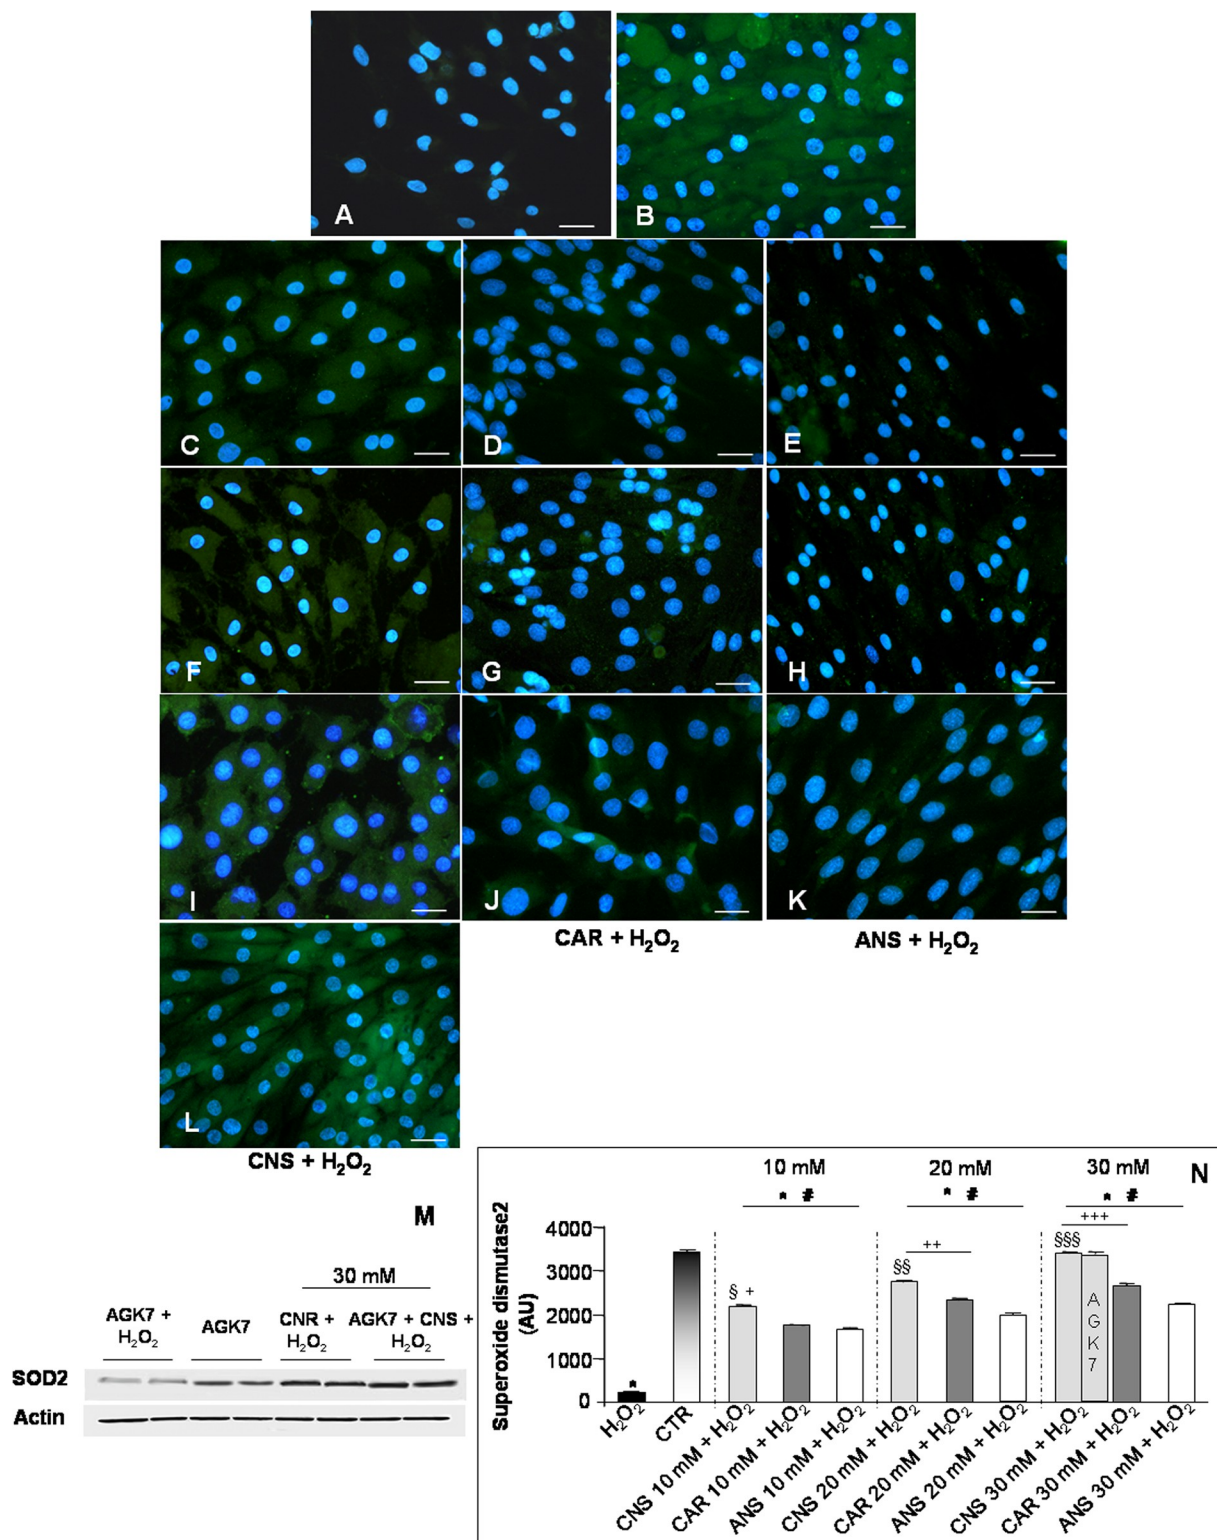 A
B
C
D
E
F
G
H
I
J
K
CAR + H₂O₂
ANS + H₂O₂
L
CNS + H₂O₂
M
30 mM
AGK7 +
H₂O₂
AGK7
CNR +
H₂O₂
AGK7 + CNS +
H₂O₂
SOD2
Actin
N
10 mM
20 mM
30 mM
* #
* #
* #
+++
++
§§§
§§
§ +
*
Superoxide dismutase2
(AU)
4000
3000
2000
1000
0
AGK7
H₂O₂
CTR
CNS 10 mM + H₂O₂
CAR 10 mM + H₂O₂
ANS 10 mM + H₂O₂
CNS 20 mM + H₂O₂
CAR 20 mM + H₂O₂
ANS 20 mM + H₂O₂
CNS 30 mM + H₂O₂
CAR 30 mM + H₂O₂
ANS 30 mM + H₂O₂